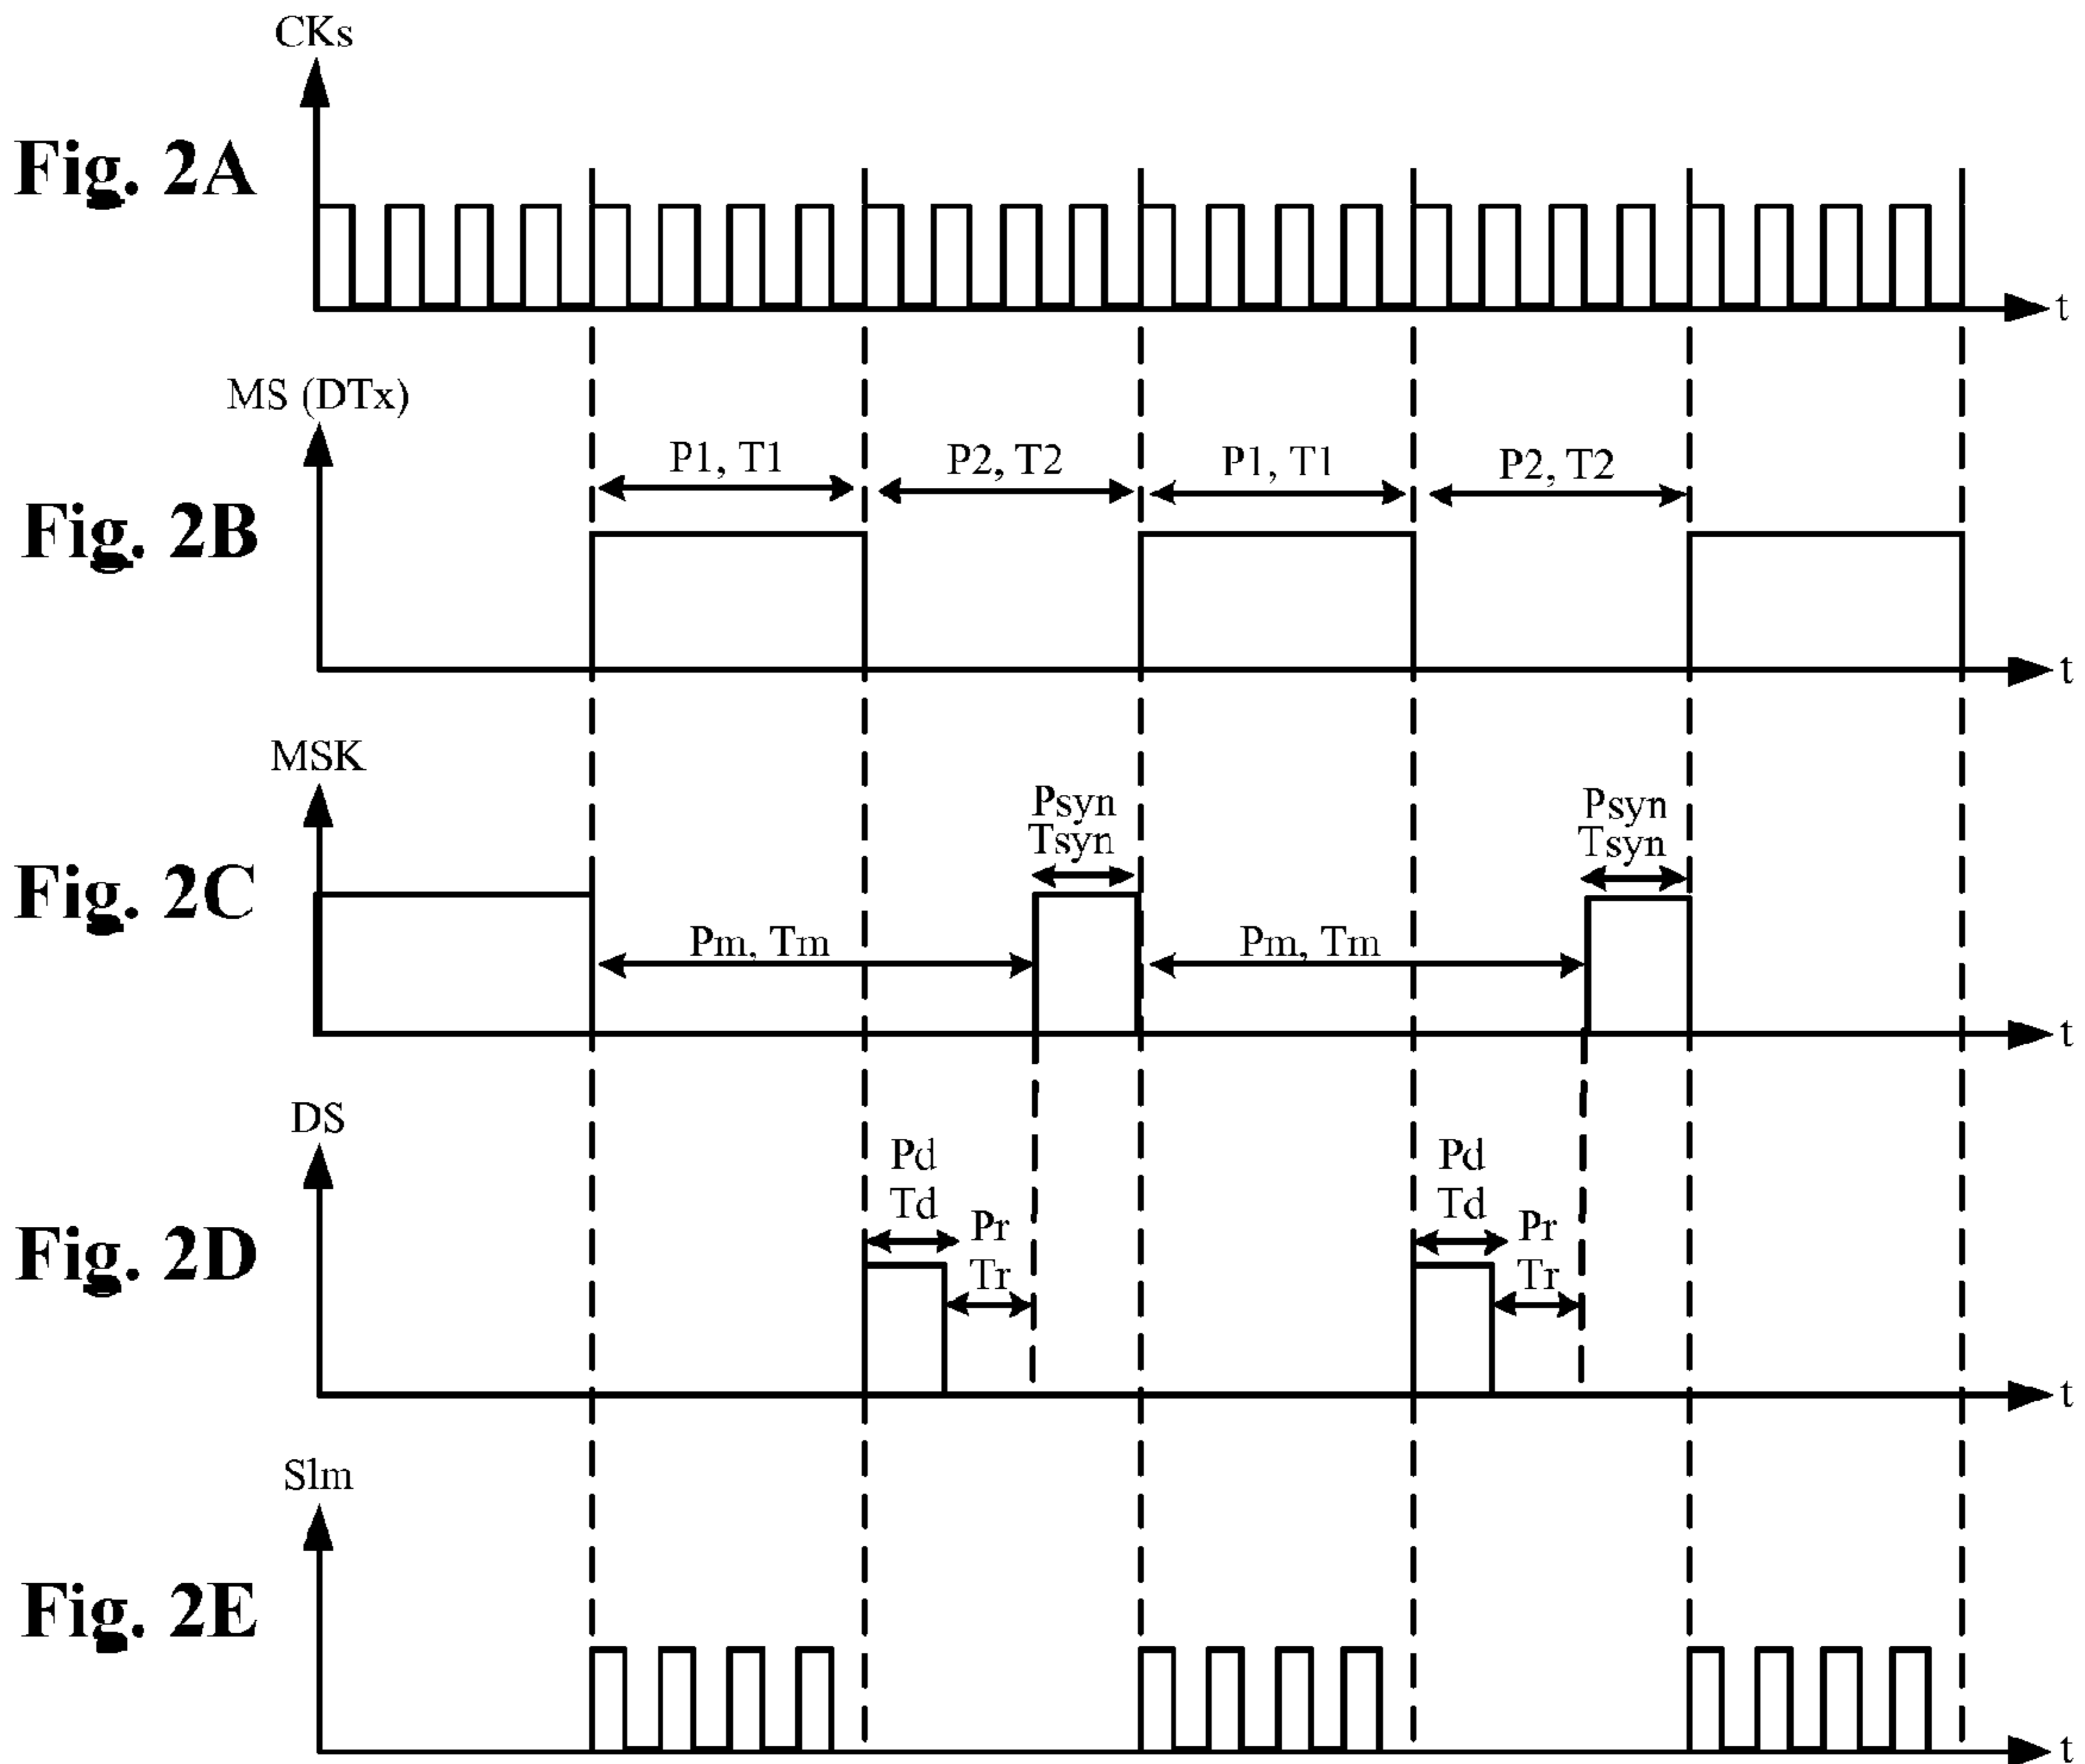 CKs
Fig. 2A
t
MS (DTx)
P1, T1
P2, T2
P1, T1
P2, T2
Fig. 2B
t
MSK
Psyn
Tsyn
Psyn
Tsyn
Fig. 2C
Pm, Tm
Pm, Tm
t
DS
Pd
Td
Pr
Tr
Pd
Td
Pr
Tr
Fig. 2D
t
Slm
Fig. 2E
t